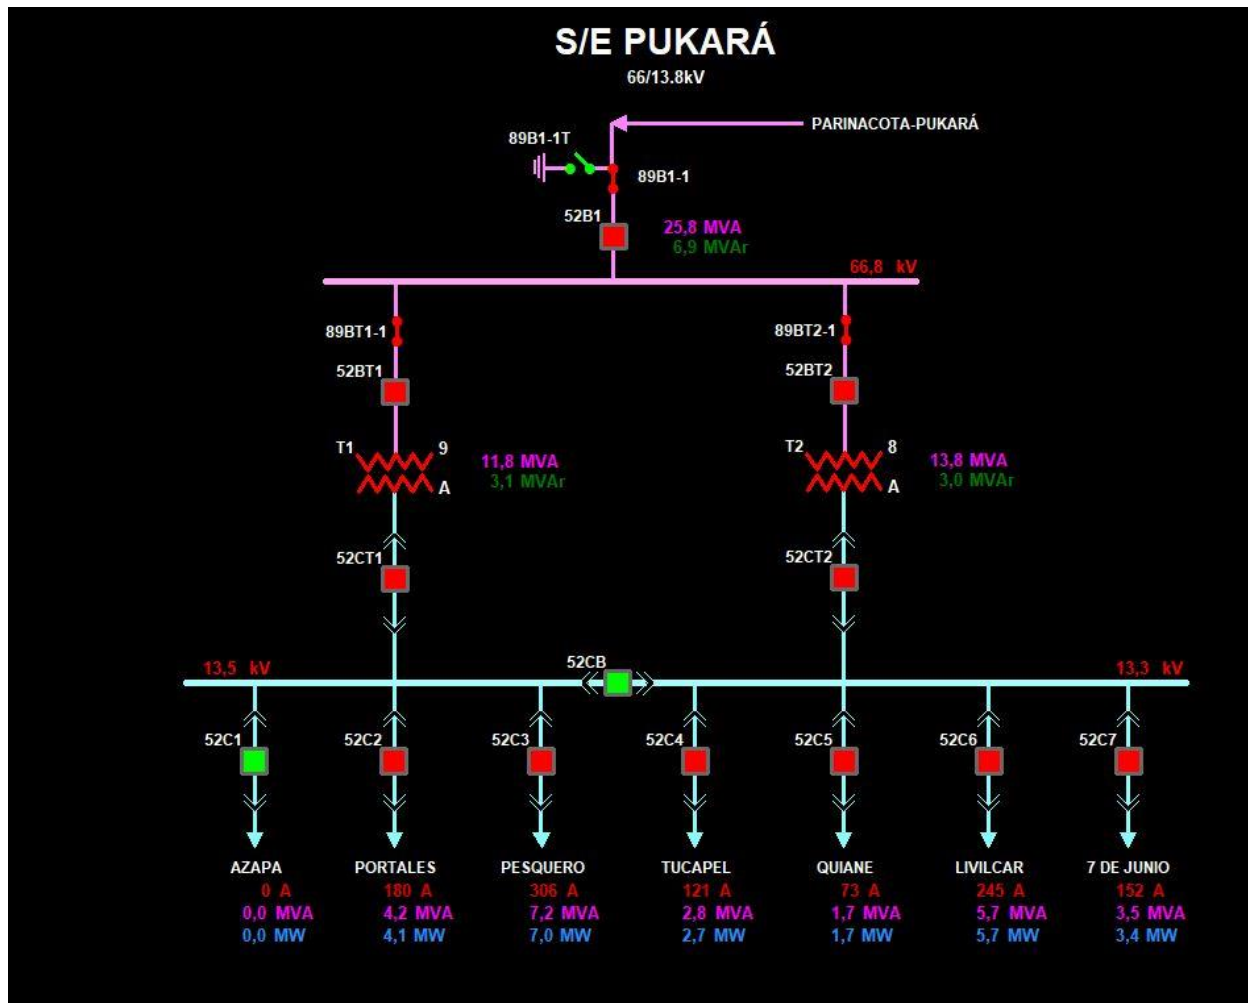 S/E PUKARÁ
66/13.8kV
PARINACOTA-PUKARÁ
89B1-1T
89B1-1
52B1
25,8 MVA
6,9 MVAr
66,8 kV
89BT1-1
89BT2-1
52BT1
52BT2
T1 9
11,8 MVA
A 3,1 MVAr
T2 8
13,8 MVA
A 3,0 MVAr
52CT1
52CT2
13,5 kV
52CB
13,3 kV
52C1 52C2 52C3 52C4 52C5 52C6 52C7
AZAPA PORTALES PESQUERO TUCAPEL QUIANE LIVILCAR 7 DE JUNIO
0 A 180 A 306 A 121 A 73 A 245 A 152 A
0,0 MVA 4,2 MVA 7,2 MVA 2,8 MVA 1,7 MVA 5,7 MVA 3,5 MVA
0,0 MW 4,1 MW 7,0 MW 2,7 MW 1,7 MW 5,7 MW 3,4 MW